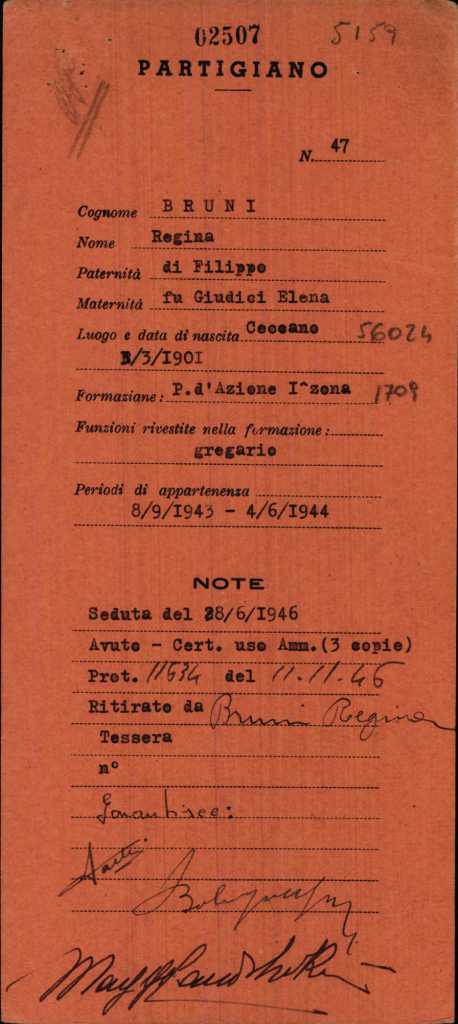 02507 5159
PARTIGIANO
N. 47
Cognome BRUNI
Nome Regina
Paternità di Filippo
Maternità fu Giudici Elena
Luogo e data di nascita Ceccano 56024
/3/1901
Formazione: P.d'Azione I^zona 1709
Funzioni rivestite nella formazione:
gregario
Periodi di appartenenza
8/9/1943 - 4/6/1944
NOTE
Seduta del 28/6/1946
Avuto - Cert. uso Amm.(3 copie)
Prot. 11634 del 11.11.46
Ritirato da Bruni Regina
Tessera
n°
Garantisce: